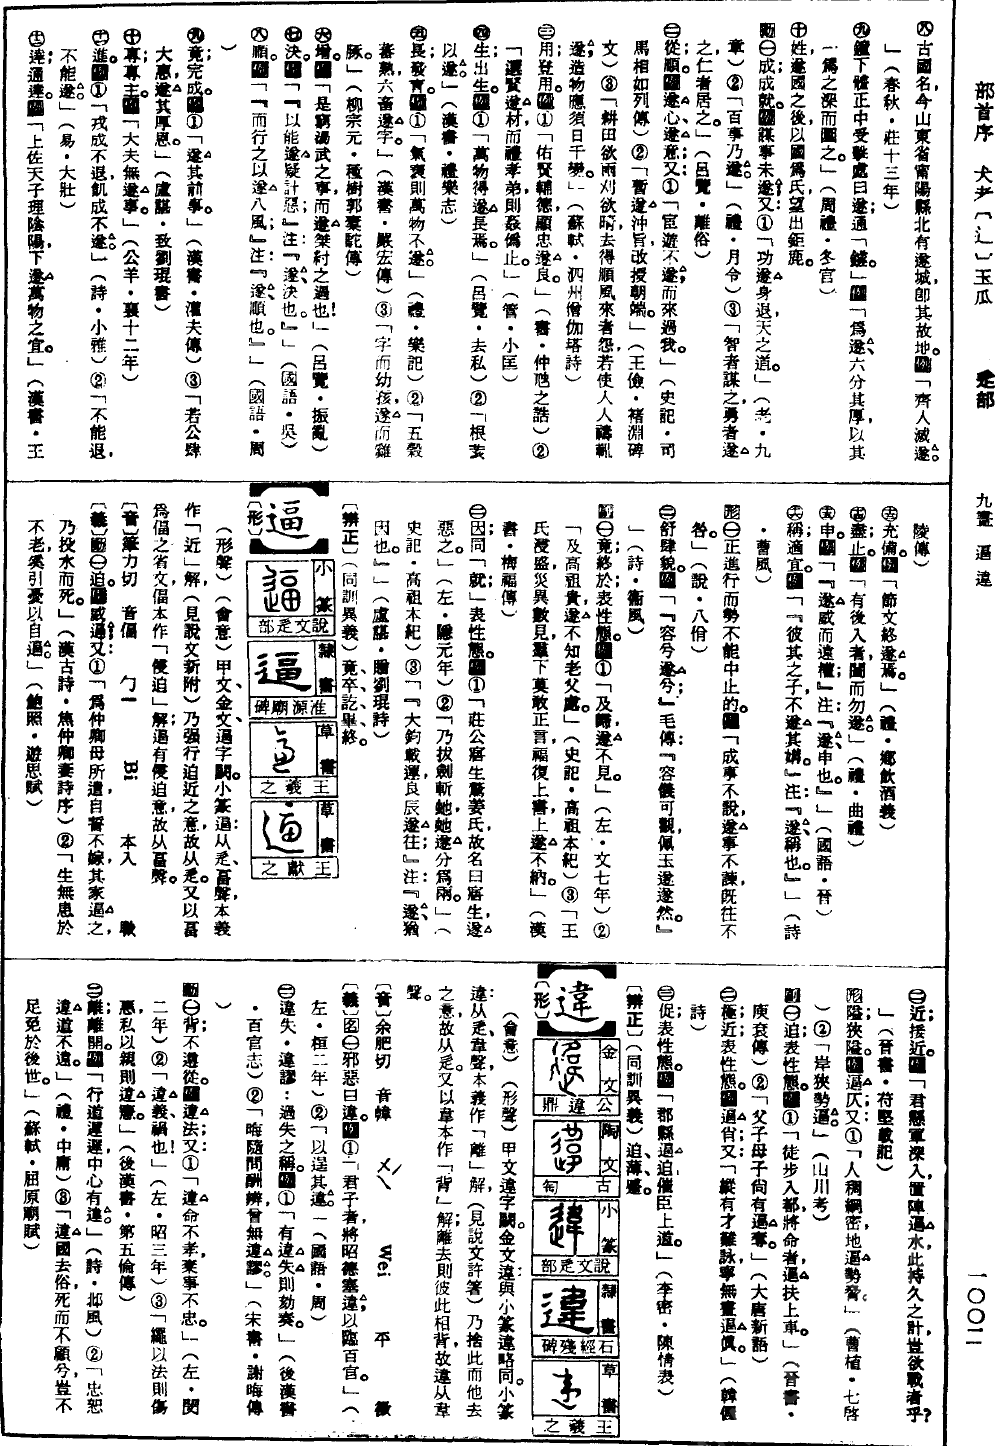 部首序 犬 玉瓜 辵部 九畫 逼 違 一〇〇二
㈧古國名，今山東省甯陽縣北有遂城卽其故地。例「齊人滅遂。
」（春秋・莊十三年）
㈨鐘下體正中受擊處曰遂通「鐆」。例「爲遂六分其厚以其
一爲之深而圜之。」（周禮・冬官）
㈩姓遂國之後以國爲氏望出鉅鹿。
動㈠成成就。例謀事未遂又：①「功遂身退天之道。」（老・九
章）②「百事乃遂。」（禮・月令）③「智者謀之勇者遂
之仁者居之。」（呂覽・離俗）
㈡從；順。例遂心；遂意又：①「宦遊不遂而來過我。」（史記・司
馬相如列傳）②「暫遂沖旨改授朝端。」（王儉・褚淵碑
文）③「耕田欲雨刈欲晴去得順風來者怨若使人人禱輒
遂造物應須日千變。」（蘇軾・泗州僧伽塔詩）
㈢用；登用。例①「佑賢輔德顯忠遂良。」（書・仲虺之誥）②
「選賢遂材而禮孝弟則姦僞止。」（管・小匡）
㈣生；出生。例①「萬物得遂長焉。」（呂覽・去私）②「根荄
以遂。」（漢書・禮樂志）
㈤長；發育。例①「氣衰則萬物不遂。」（禮・樂記）②「五穀
蕃熟六畜遂字。」（漢書・嚴宏傳）③「字而幼孩遂而雞
豚。」（柳宗元・種樹郭橐駝傳）
㈥增。例「是窮湯武之事而遂桀紂之過也！」（呂覽・振亂）
㈦決。例「『以能遂疑計惡』注：『遂決也。』」（國語・吳）
㈧順。例「『而行之以遂八風』注：『遂順也。』」（國語・周
）
㈨竟；完成。例①「遂其前事。」（漢書・灌夫傳）③「若公肆
大惠遂其厚恩。」（盧諶・致劉琨書）
㈩專；專主。例「大夫無遂事。」（公羊・襄十二年）
進。例①「戎成不退飢成不遂。」（詩・小雅）②「不能退，
不能遂。」（易・大壯）
達；通達。例「上佐天子理陰陽下遂萬物之宜。」（漢書・王
陵傳）
充備。例「節文終遂焉。」（禮・鄉飲酒義）
盡；止。例「有後入者闔而勿遂。」（禮・曲禮）
申。例「『遂威而遠權』注：『遂申也。』」（國語・晉）
稱；適宜。例「『彼其之子不遂其媾』注：『遂稱也。』」（詩
・曹風）
形㈠正進行而勢不能中止的。例「成事不說遂事不諫既往不
咎。」（說・八佾）
㈡舒肆貌。例「『容兮遂兮』；毛傳：『容儀可觀佩玉遂遂然。』
」（詩・衞風）
副㈠竟；終於；表性態。例①「及歸遂不見。」（左・文七年）②
「及高祖貴遂不知老父處。」（史記・高祖本紀）③「王
氏浸盛災異數見羣下莫敢正言福復上書上遂不納。」（漢
書・梅福傳）
㈡因；同「就」；表性態。例①「莊公寤生驚姜氏故名曰寤生遂
惡之。」（左・隱元年）②「乃拔劍斬蛇蛇遂分爲兩。」（
史記・高祖本紀）③「『大鈞載運良辰遂往』注：『遂猶
因也。』」（盧諶・贈劉琨詩）
〔辨正〕（同訓異義）竟、卒、訖、畢、終。
【逼】
〔形〕
小篆 說文辵部
隸書 淮源廟碑
草書 王羲之
草書 王獻之
（形聲）（會意）甲文金文逼字闕。小篆逼：从辵、畐聲，本義
作「近」解（見說文新附）乃强行迫近之意故从辵。又以畐
爲偪之省文偪本作「優迫」解逼有優迫意故从畐聲。
〔音〕筆力切 音偪 ㄅㄧ Bi 本入 職
〔義〕動㈠迫。例威逼又：①「爲仲卿母所遣自誓不嫁其家逼之，
乃投水而死。」（漢古詩・焦仲卿妻詩序）②「生無患於
不老奚引憂以自逼。」（鮑照・遊思賦）
㈡近；接近。例「君懸軍深入置陣逼水此持久之計豈欲戰者乎？
」（晉書・苻堅載記）
形隘；狹隘。例逼仄又：①「人稠網密地逼勢脅。」（曹植・七啓
）②「岸狹勢逼。」（山川考）
副㈠迫；表性態。例①「徒步入都將命者逼扶上車。」（晉書・
庾袞傳）②「父子母子尙有逼奪。」（大唐新語）
㈡極近；表性態。例逼肖；又：「縱有才難詠寧無畫逼眞。」（韓偓
詩）
㈢促；表性態。例「郡縣逼迫催臣上道。」（李密・陳情表）
〔辨正〕（同訓異義）迫、薄、蹙。
【違】
〔形〕
金文 公違鼎
陶文 古匋
小篆 說文辵部
隸書 石經殘碑
草書 王羲之
（會意）（形聲）甲文違字闕。金文違：與小篆違略同。小篆
違：从辵、韋聲，本義作「離」解（見說文許箸）乃捨此而他去
之意故从辵。又以韋本作「背」解；離去則彼此相背故違从韋
聲。
〔音〕余肥切 音韓 ㄨㄟ Wei 平 微
〔義〕名㈠邪惡曰違。例①「君子者將昭德塞違以臨百官。」（
左・桓二年）②「以逞其違。」（國語・周）
㈡違失・違謬：過失之稱。例①「有違失則劾奏。」（後漢書
・百官志）②「晦隨問酬辨曾無違謬。」（宋書・謝晦傳
）
動㈠背；不遵從。例違法；又：①「違命不孝棄事不忠。」（左・閔
二年）②「違義禍也！」（左・昭三年）③「繩以法則傷
恩私以親則違憲。」（後漢書・第五倫傳）
㈡離；離開。例「行道遲遲中心有違。」（詩・邶風）②「忠恕
違道不遠。」（禮・中庸）③「違國去俗，死而不顧兮，豈不
足免於後世。」（蘇軾・屈原廟賦）